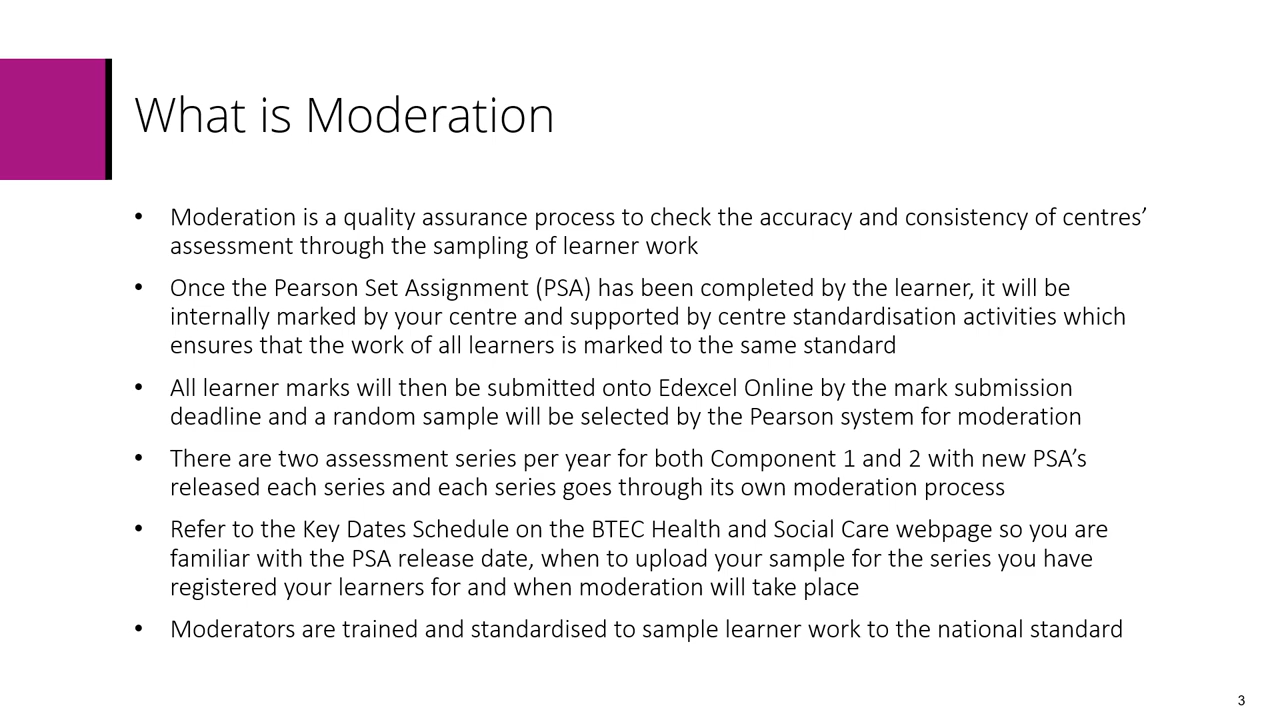 What is Moderation
• Moderation is a quality assurance process to check the accuracy and consistency of centres’
assessment through the sampling of learner work
• Once the Pearson Set Assignment (PSA) has been completed by the learner, it will be
internally marked by your centre and supported by centre standardisation activities which
ensures that the work of all learners is marked to the same standard
• All learner marks will then be submitted onto Edexcel Online by the mark submission
deadline and a random sample will be selected by the Pearson system for moderation
• There are two assessment series per year for both Component 1 and 2 with new PSA’s
released each series and each series goes through its own moderation process
• Refer to the Key Dates Schedule on the BTEC Health and Social Care webpage so you are
familiar with the PSA release date, when to upload your sample for the series you have
registered your learners for and when moderation will take place
• Moderators are trained and standardised to sample learner work to the national standard
3